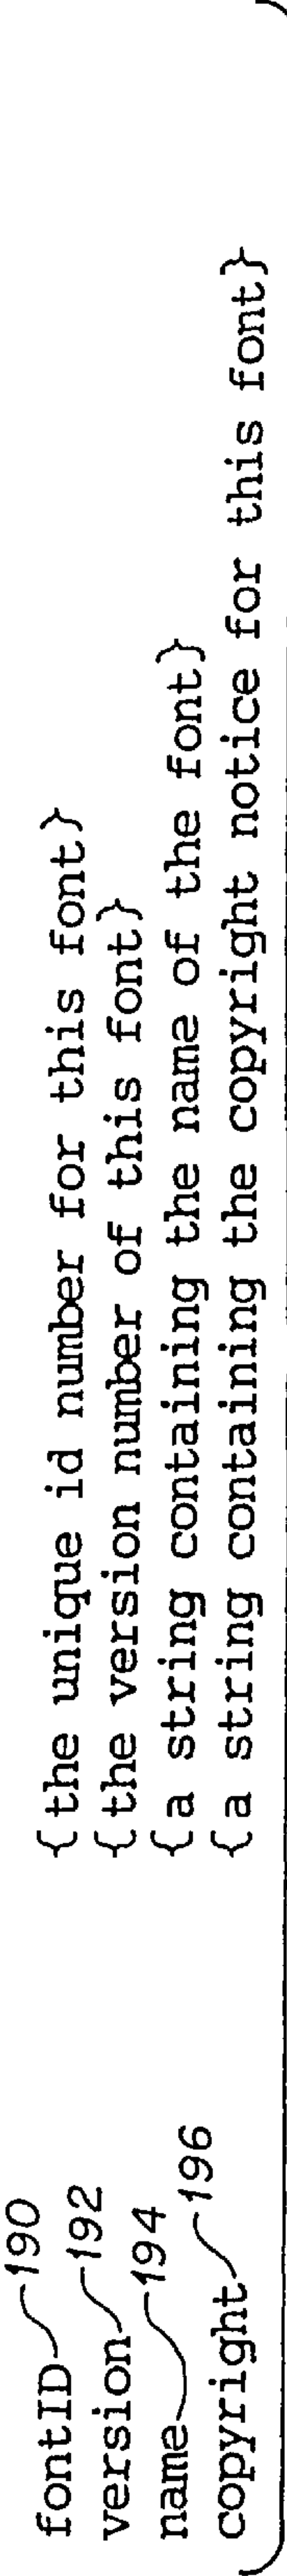 fontID 190 {the unique id number for this font}
version 192 {the version number of this font}
name 194 {a string containing the name of the font}
copyright 196 {a string containing the copyright notice for this font}